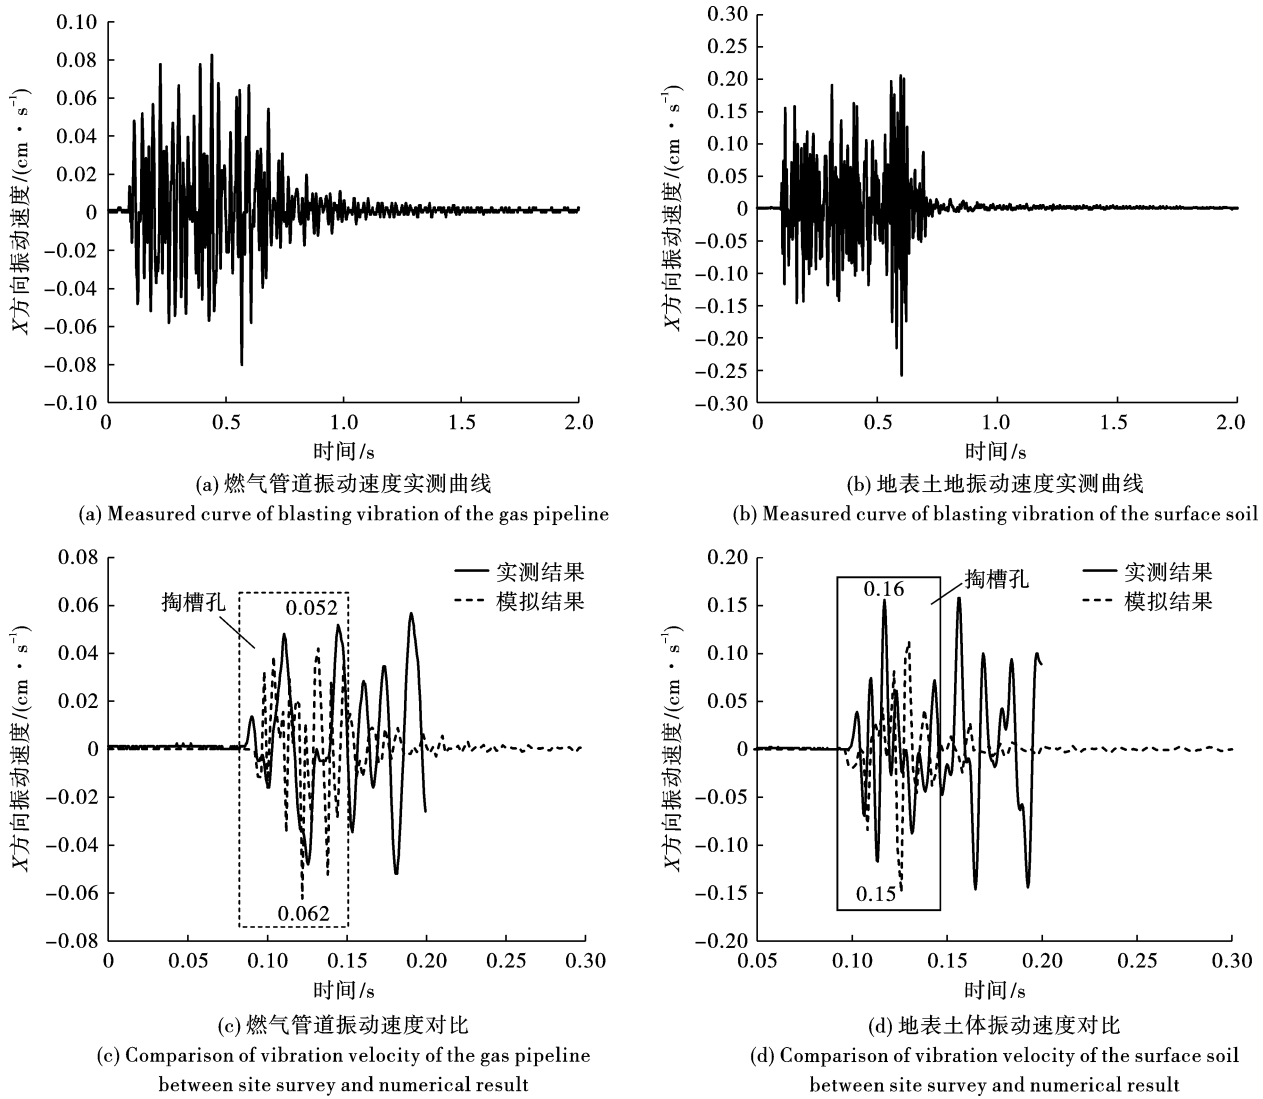 0.10
0.08
0.06
0.04
0.02
0
−0.02
−0.04
−0.06
−0.08
−0.10
X方向振动速度/(cm·s⁻¹)
0 0.5 1.0 1.5 2.0
时间/s
(a) 燃气管道振动速度实测曲线
(a) Measured curve of blasting vibration of the gas pipeline
0.30
0.25
0.20
0.15
0.10
0.05
0
−0.05
−0.10
−0.15
−0.20
−0.25
−0.30
X方向振动速度/(cm·s⁻¹)
0 0.5 1.0 1.5 2.0
时间/s
(b) 地表土地振动速度实测曲线
(b) Measured curve of blasting vibration of the surface soil
0.08
0.06
0.04
0.02
0
−0.02
−0.04
−0.06
−0.08
X方向振动速度/(cm·s⁻¹)
实测结果
模拟结果
掏槽孔
0.052
0.062
0 0.05 0.10 0.15 0.20 0.25 0.30
时间/s
(c) 燃气管道振动速度对比
(c) Comparison of vibration velocity of the gas pipeline
between site survey and numerical result
0.20
0.15
0.10
0.05
0
−0.05
−0.10
−0.15
−0.20
X方向振动速度/(cm·s⁻¹)
实测结果
模拟结果
掏槽孔
0.16
0.15
0.05 0.10 0.15 0.20 0.20 0.30
时间/s
(d) 地表土体振动速度对比
(d) Comparison of vibration velocity of the surface soil
between site survey and numerical result